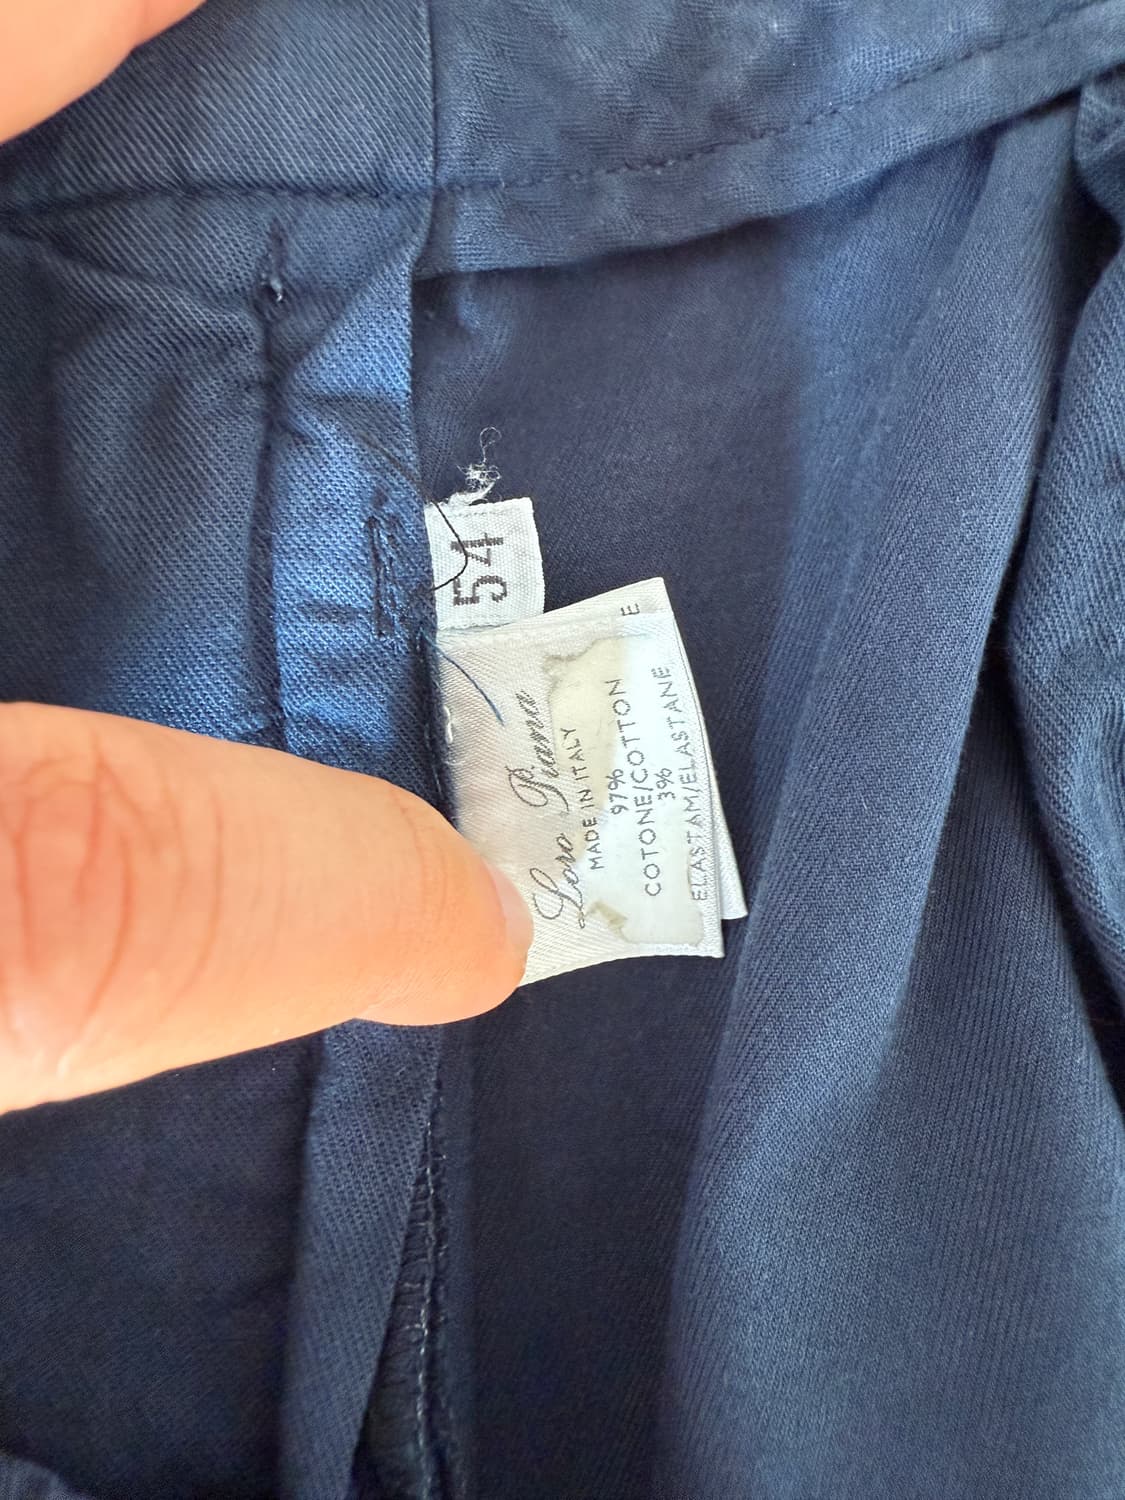 54
E
Loro Piana
MADE IN ITALY
97%
COTONE/COTTON
3%
ELASTAM/ELASTANE